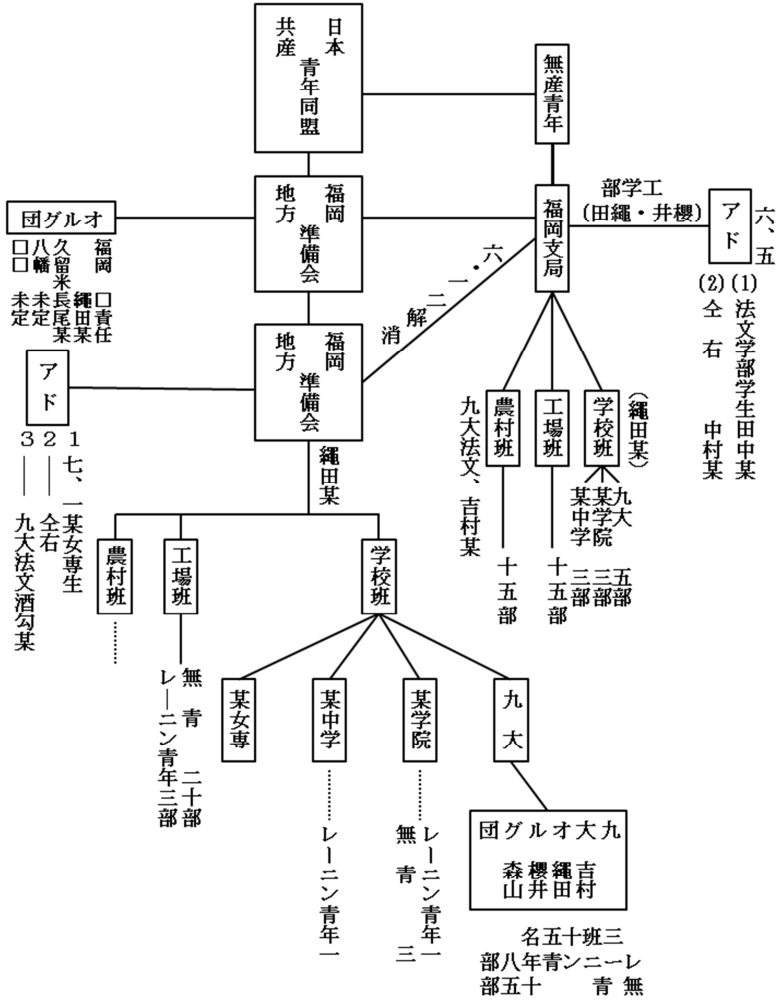 日本
共産
青年同盟
無産青年
福岡
地方
準備会
福岡支局
工学部
(櫻井・縄田)
アド
六、五
(1) 法文学部学生田中某
(2) 仝右 中村某
オルグ団
福岡 □責任
縄田某
久留米長尾某
八幡 未定
□□ 未定
六・一二解消
福岡
地方
準備会
アド
1 七、一某女専生
2 ── 仝右
3 ── 九大法文酒勾某
縄田某
学校班
(縄田某)
九大 五部
某学院 三部
某中学 三部
工場班
十五部
農村班
九大法文、吉村某
十五部
学校班
工場班
無青 二十部
レーニン青年三部
農村班
九大
某学院
レーニン青年一
無青 三
某中学
レーニン青年一
某女専
九大オルグ団
吉村
縄田
櫻井
森山
三班十五名
レーニン青年八部
無青 十五部